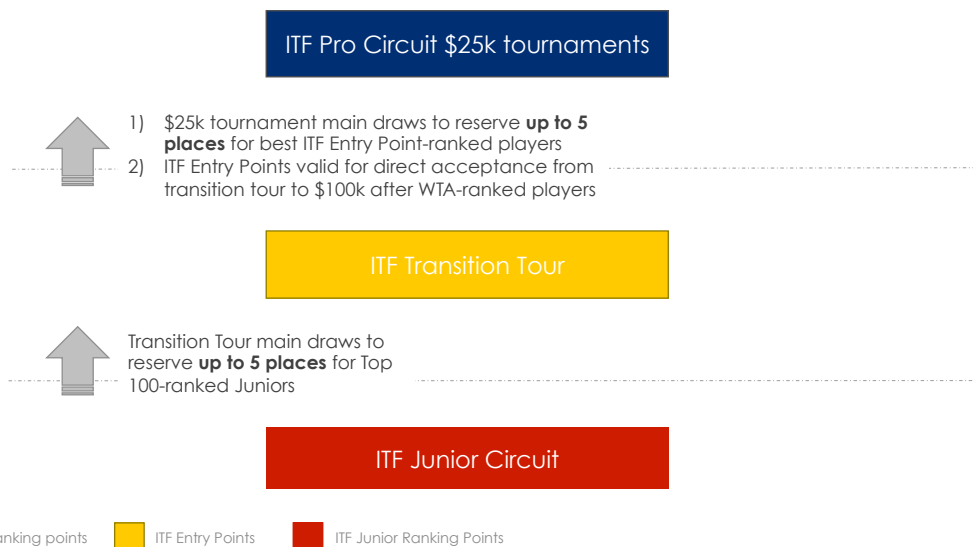 ITF Pro Circuit $25k tournaments
1) $25k tournament main draws to reserve up to 5
places for best ITF Entry Point-ranked players
2) ITF Entry Points valid for direct acceptance from
transition tour to $100k after WTA-ranked players
ITF Transition Tour
Transition Tour main draws to
reserve up to 5 places for Top
100-ranked Juniors
ITF Junior Circuit
points ITF Entry Points ITF Junior Ranking Points